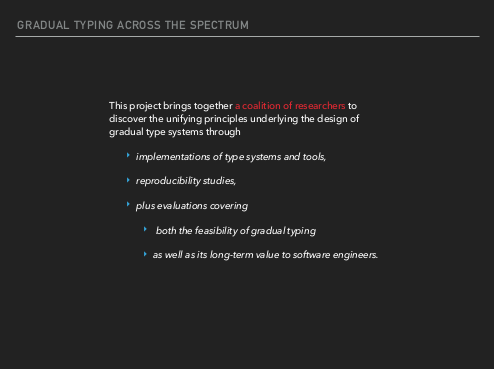 GRADUAL TYPING ACROSS THE SPECTRUM
This project brings together a coalition of researchers to
discover the unifying principles underlying the design of
gradual type systems through
implementations of type systems and tools,
reproducibility studies,
plus evaluations covering
both the feasibility of gradual typing
as well as its long-term value to software engineers.